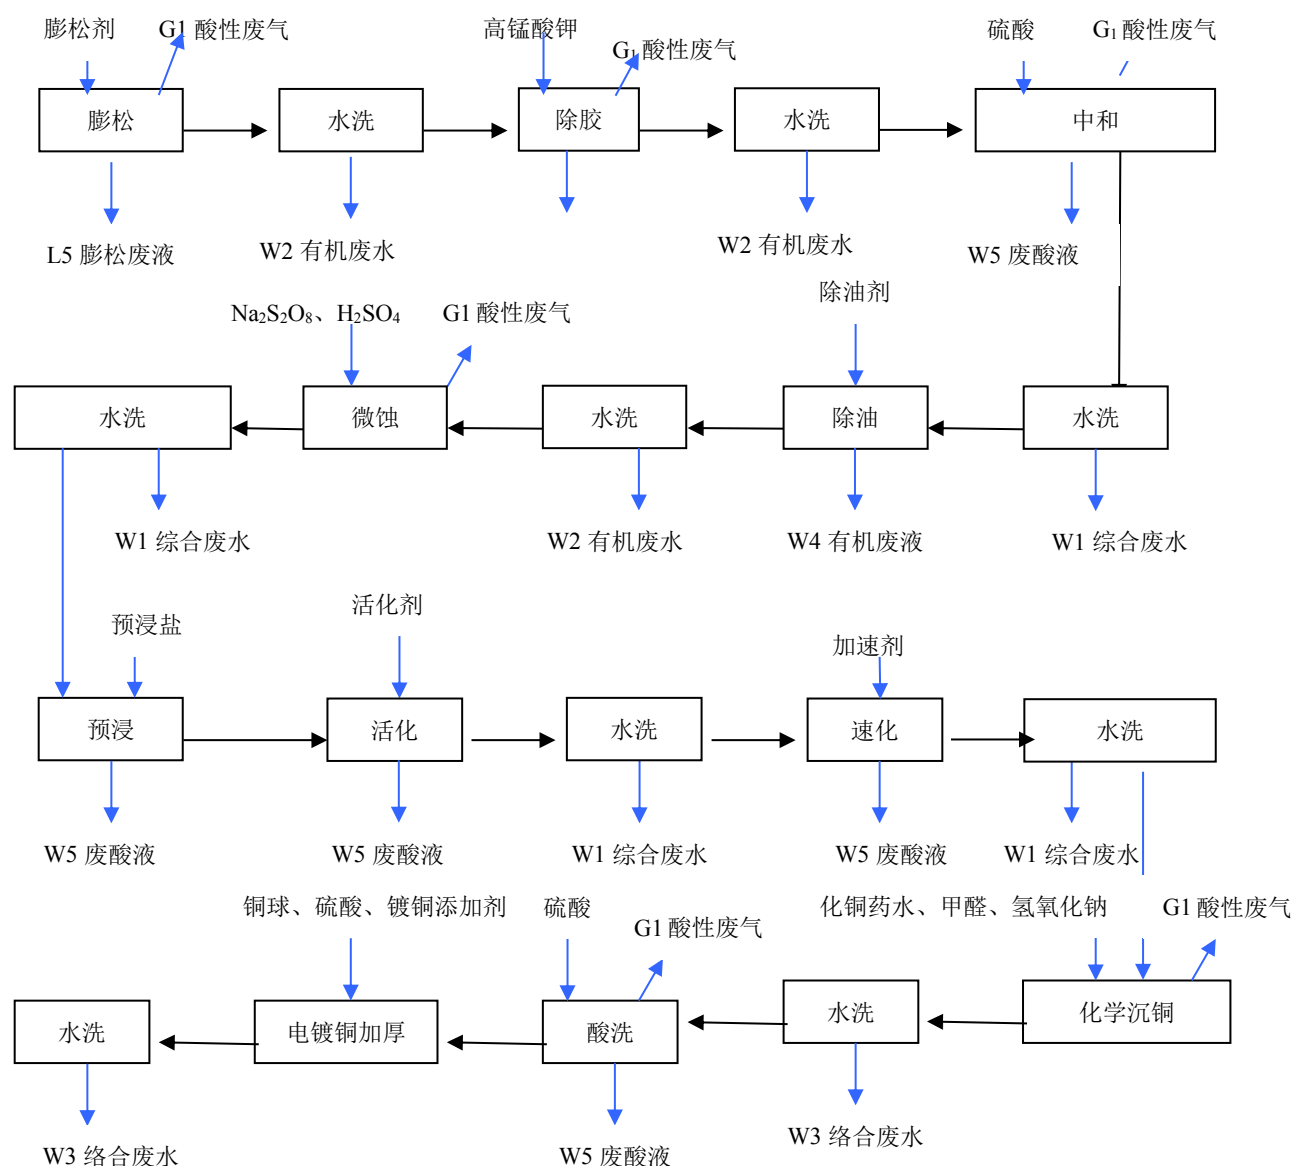 膨松剂
G1 酸性废气
高锰酸钾
G₁ 酸性废气
硫酸
G₁ 酸性废气
膨松
水洗
除胶
水洗
中和
L5 膨松废液
W2 有机废水
W2 有机废水
W5 废酸液
除油剂
Na₂S₂O₈、H₂SO₄
G1 酸性废气
水洗
微蚀
水洗
除油
水洗
W1 综合废水
W2 有机废水
W4 有机废液
W1 综合废水
预浸盐
活化剂
加速剂
预浸
活化
水洗
速化
水洗
W5 废酸液
W5 废酸液
W1 综合废水
W5 废酸液
W1 综合废水
铜球、硫酸、镀铜添加剂
硫酸
G1 酸性废气
化铜药水、甲醛、氢氧化钠
G1 酸性废气
水洗
电镀铜加厚
酸洗
水洗
化学沉铜
W3 络合废水
W5 废酸液
W3 络合废水